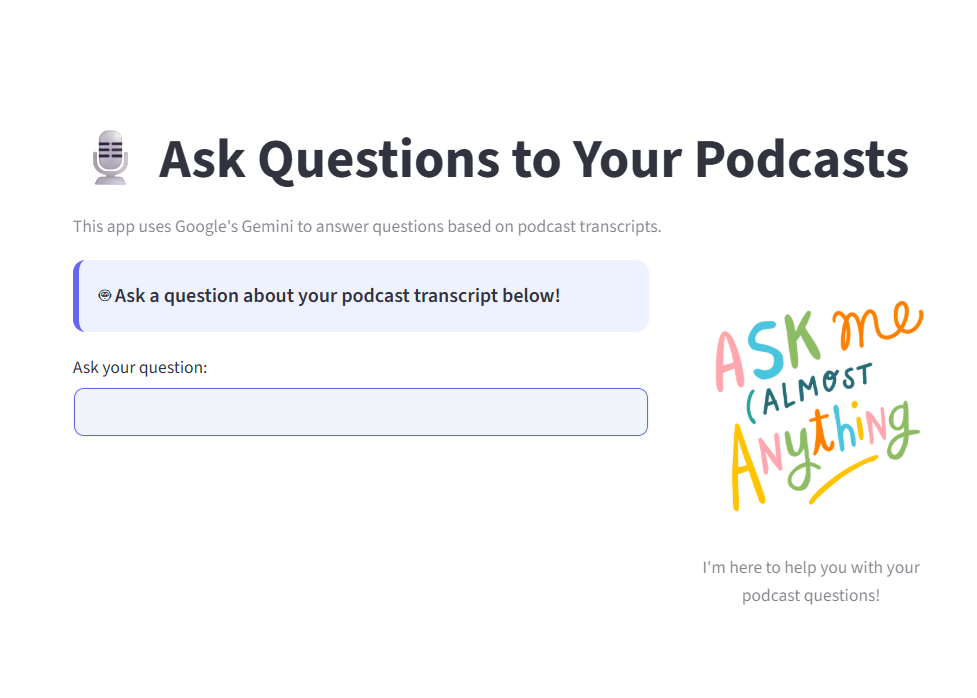 Ask Questions to Your Podcasts
This app uses Google's Gemini to answer questions based on podcast transcripts.
Ask a question about your podcast transcript below!
Ask your question:
ASK me
(ALMOST
Anything
I'm here to help you with your
podcast questions!